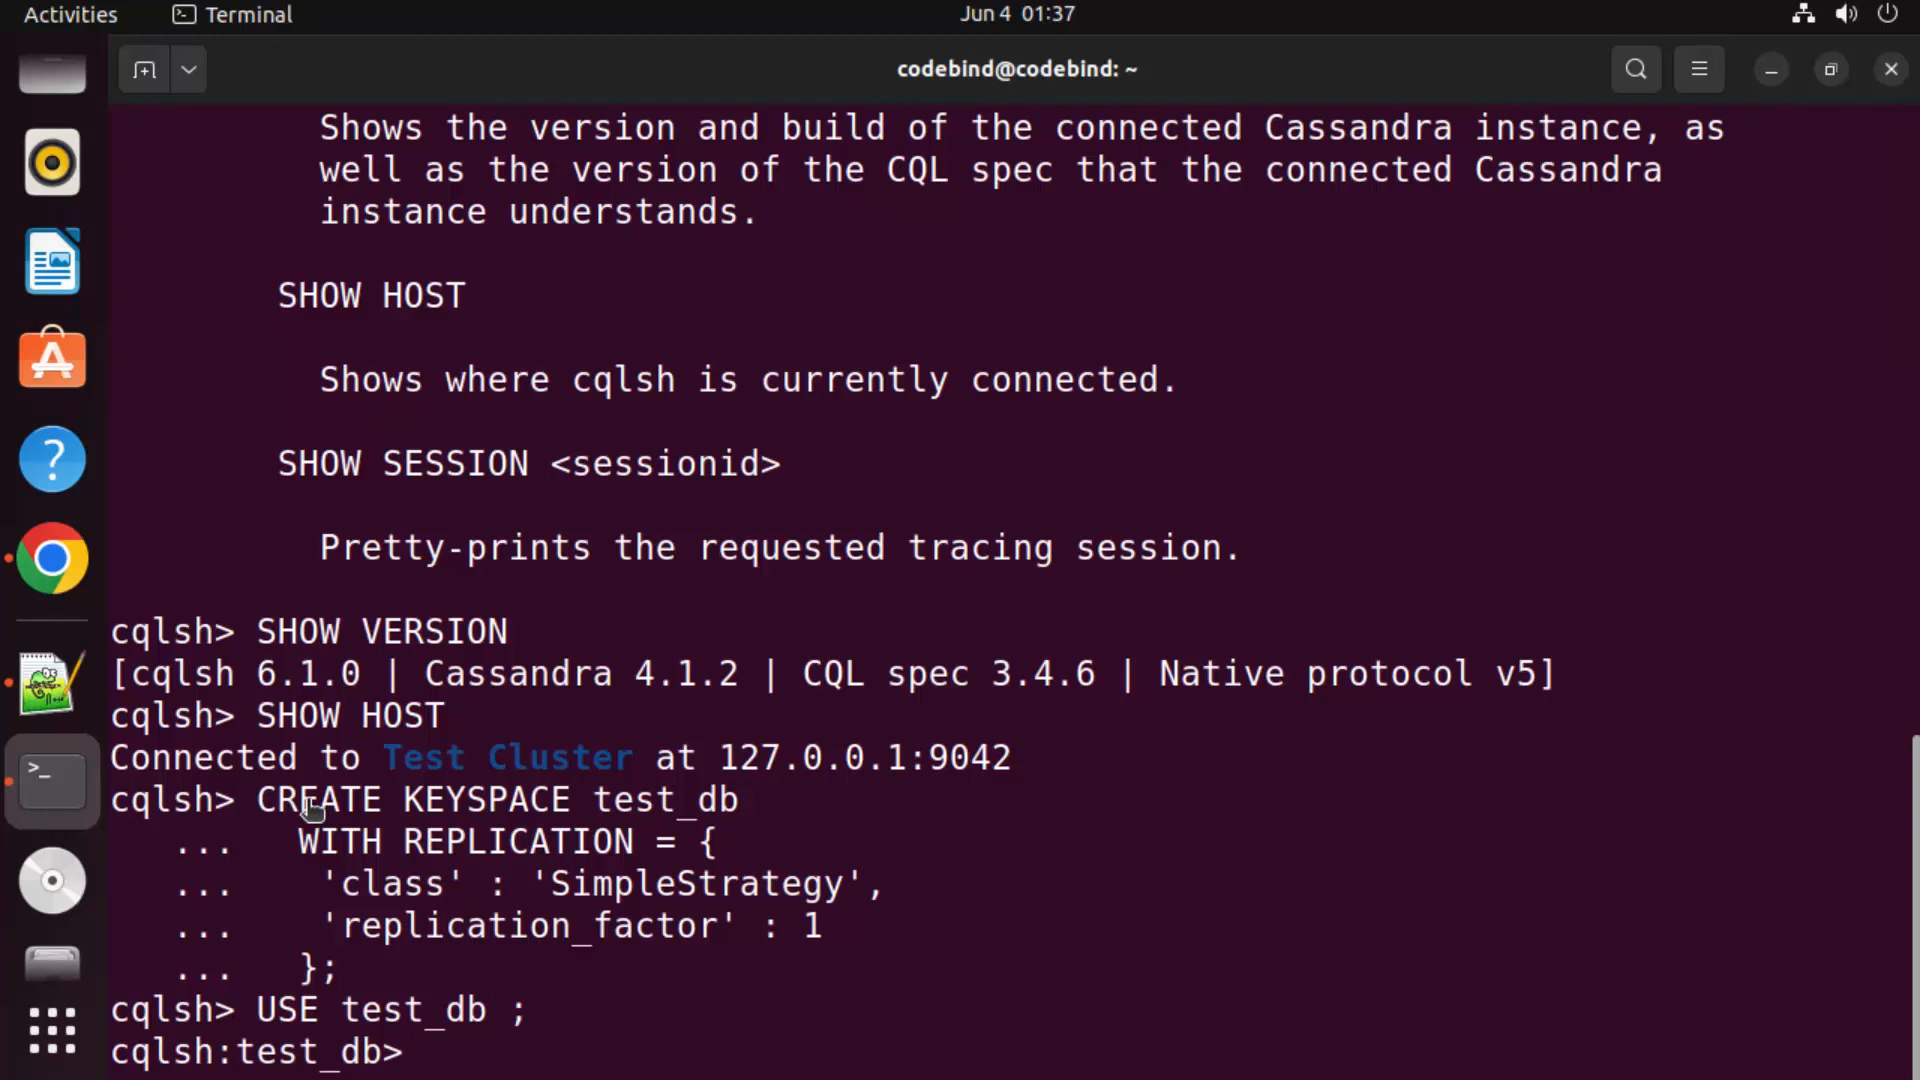 Activities Terminal Jun 4 01:37
codebind@codebind: ~
Shows the version and build of the connected Cassandra instance, as
well as the version of the CQL spec that the connected Cassandra
instance understands.
SHOW HOST
Shows where cqlsh is currently connected.
SHOW SESSION <sessionid>
Pretty-prints the requested tracing session.
cqlsh> SHOW VERSION
[cqlsh 6.1.0 | Cassandra 4.1.2 | CQL spec 3.4.6 | Native protocol v5]
cqlsh> SHOW HOST
Connected to Test Cluster at 127.0.0.1:9042
cqlsh> CREATE KEYSPACE test_db
... WITH REPLICATION = {
... 'class' : 'SimpleStrategy',
... 'replication_factor' : 1
... };
cqlsh> USE test_db ;
cqlsh:test_db>